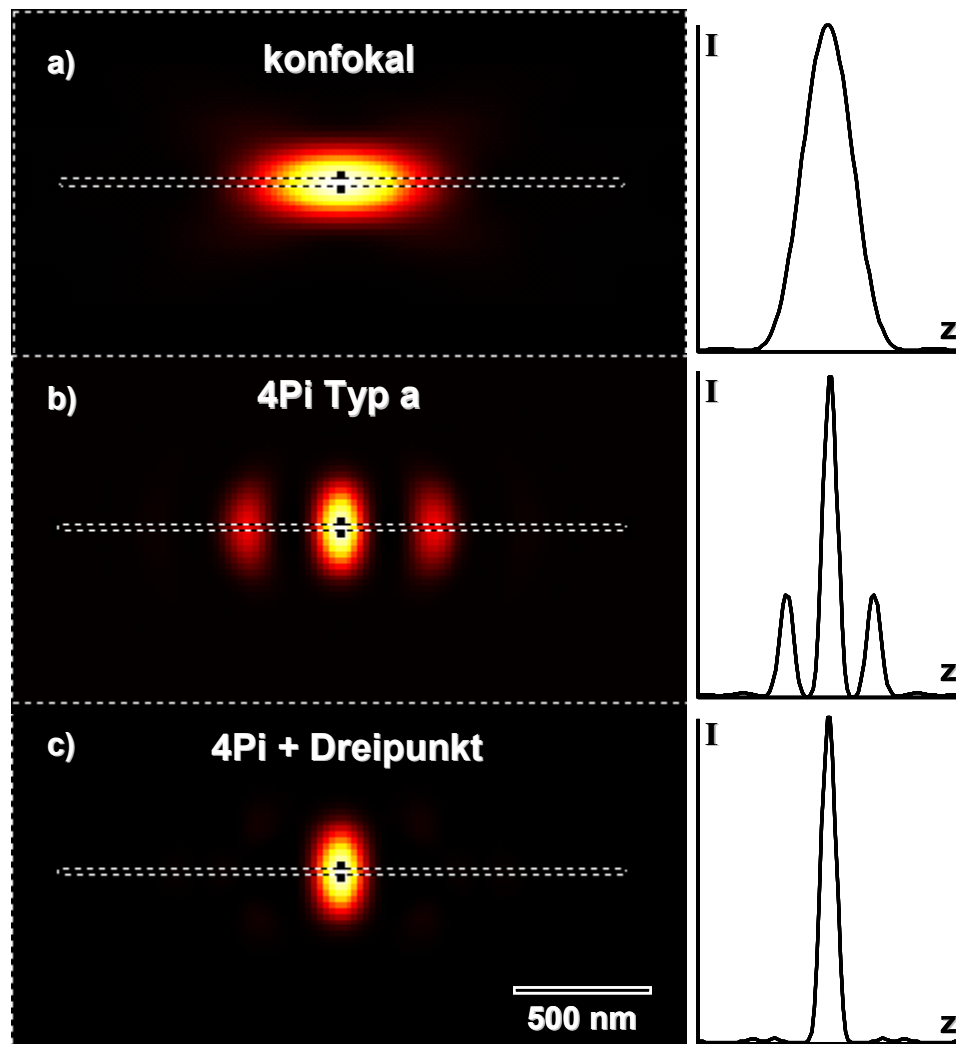 a)
konfokal
I
z
b)
4Pi Typ a
I
z
c)
4Pi + Dreipunkt
I
500 nm
z